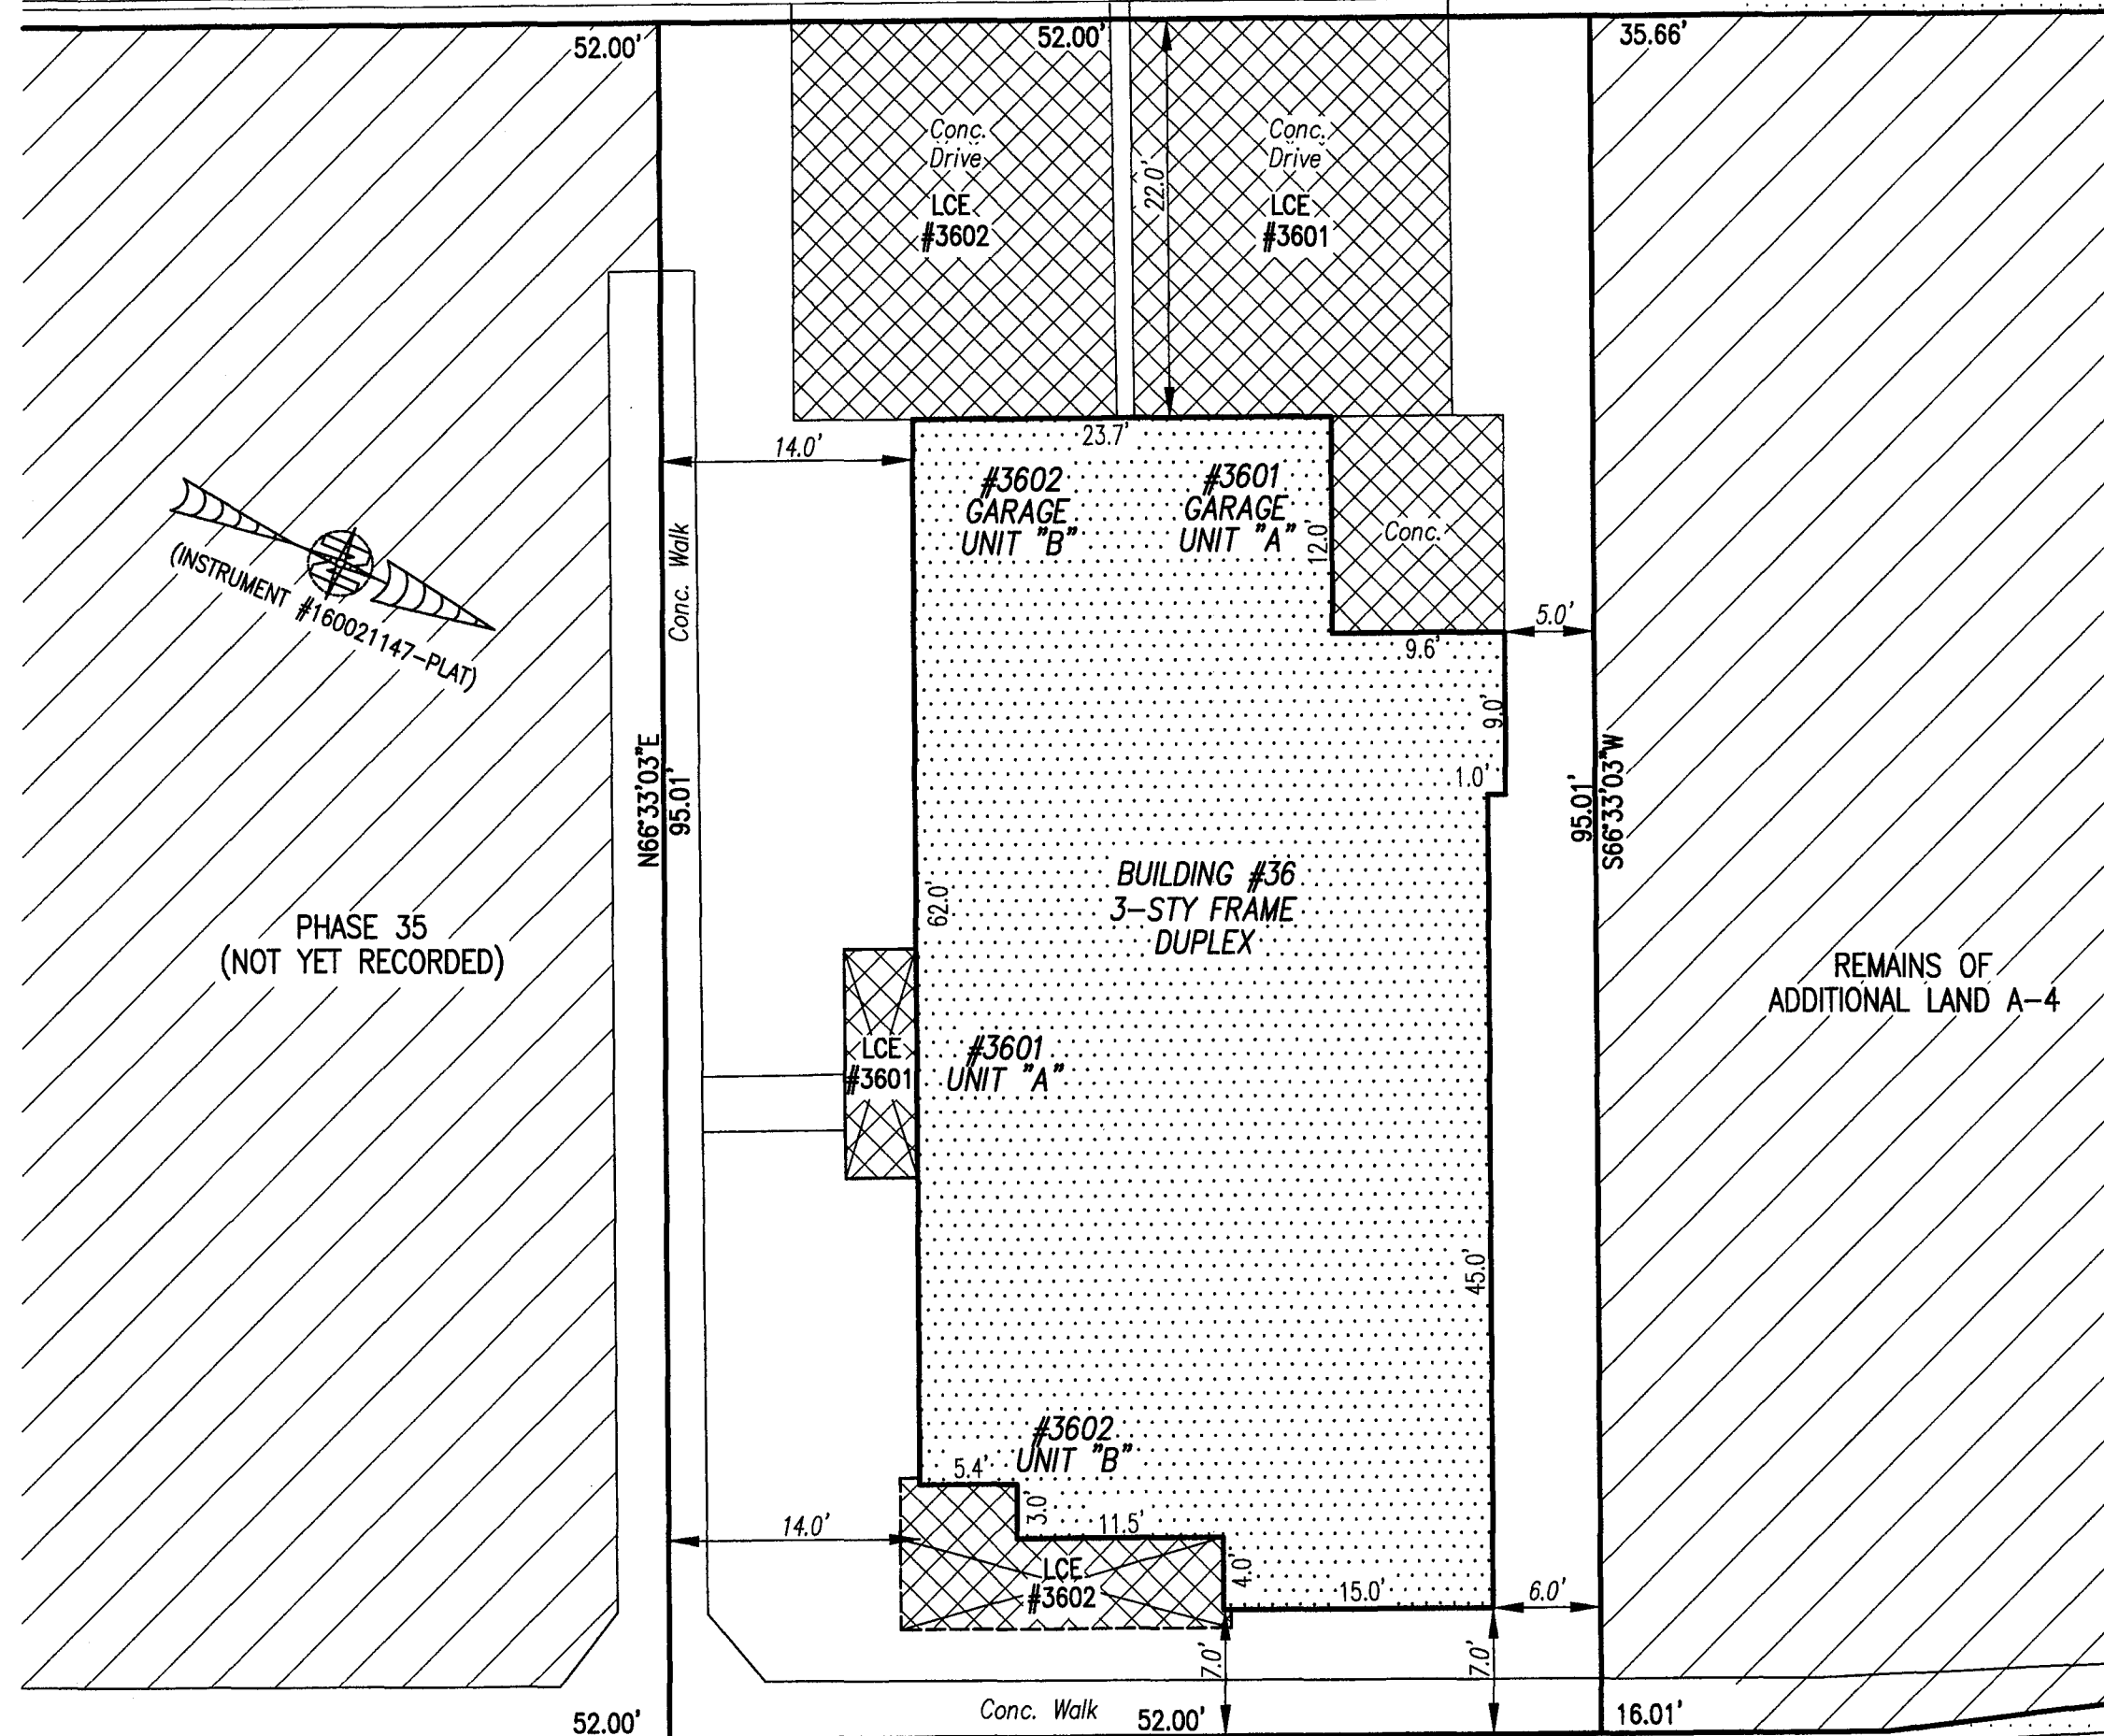 52.00'
52.00'
35.66'
Conc.
Drive
LCE
#3602
Conc.
Drive
LCE
#3601
22.0'
14.0'
23.7'
#3602
GARAGE
UNIT "B"
#3601
GARAGE
UNIT "A"
12.0'
Conc.
5.0'
9.6'
9.0'
1.0'
N
(INSTRUMENT #160021147-PLAT)
Conc. Walk
N66°33'03"E
95.01'
95.01'
S66°33'03"W
BUILDING #36
3-STY FRAME
DUPLEX
62.0'
PHASE 35
(NOT YET RECORDED)
REMAINS OF
ADDITIONAL LAND A-4
LCE
#3601
#3601
UNIT "A"
45.0'
#3602
UNIT "B"
5.4'
3.0'
11.5'
14.0'
LCE
#3602
4.0'
15.0'
6.0'
7.0'
7.0'
Conc. Walk
52.00'
52.00'
16.01'